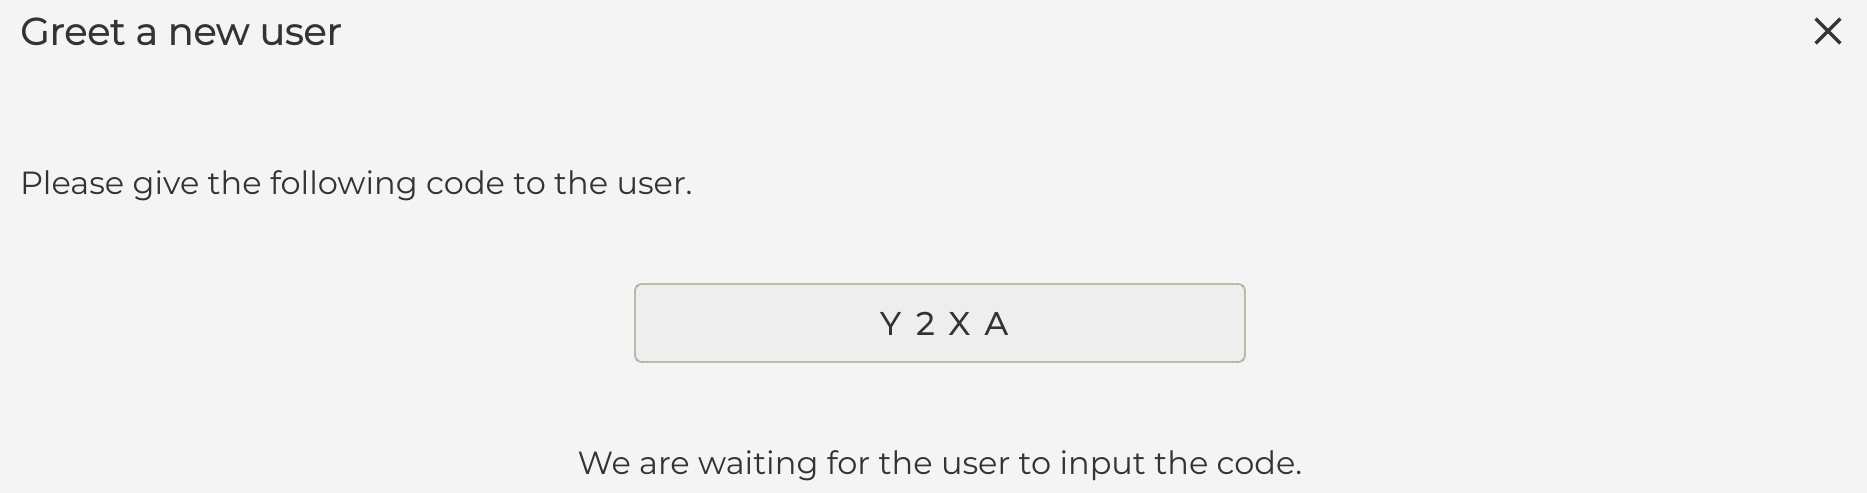 Greet a new user
Please give the following code to the user.
Y 2 X A
We are waiting for the user to input the code.